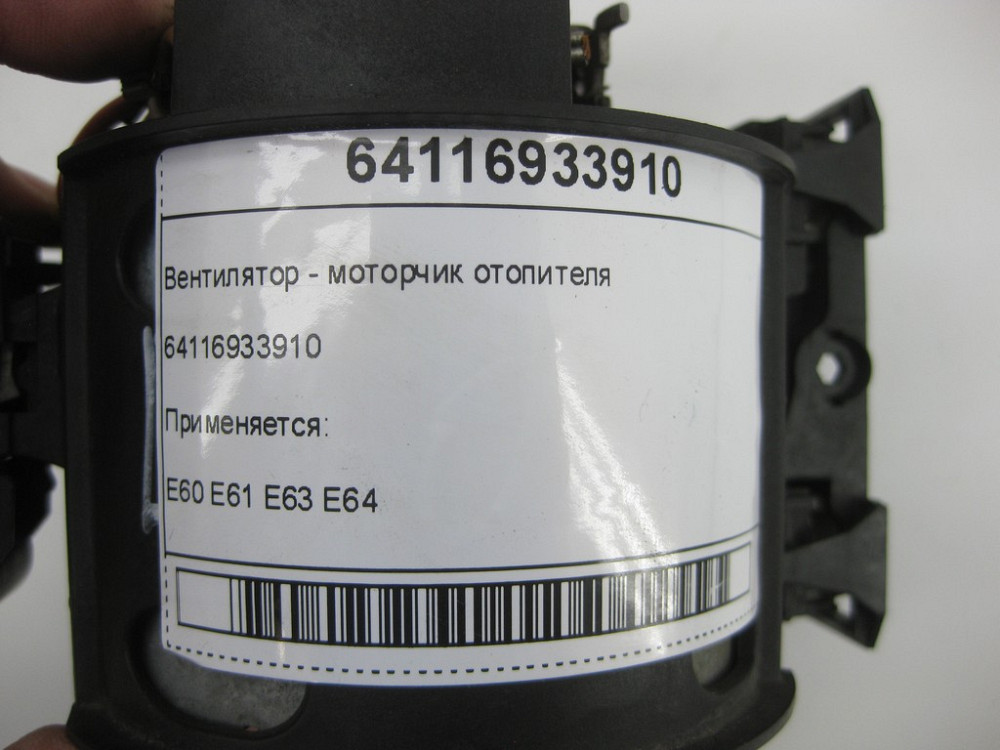 64116933910
Вентилятор - моторчик отопителя
64116933910
Применяется:
E60 E61 E63 E64